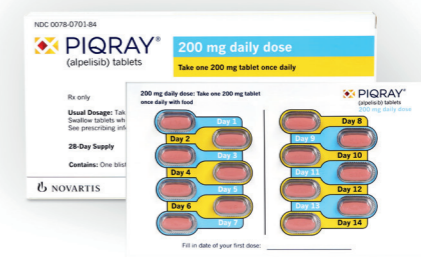 NDC 0078-0701-84
PIQRAY®
(alpelisib) tablets
200 mg daily dose
Take one 200 mg tablet once daily
Rx only
Usual Dosage: Tak
Swallow tablets wh
See prescribing inf
28-Day Supply
Contains: One blist
NOVARTIS
200 mg daily dose: Take one 200 mg tablet
once daily with food
PIQRAY®
(alpelisib) tablets
200 mg daily dose
Day 1
Day 2
Day 3
Day 4
Day 5
Day 6
Day 7
Day 8
Day 9
Day 10
Day 11
Day 12
Day 13
Day 14
Fill in date of your first dose: